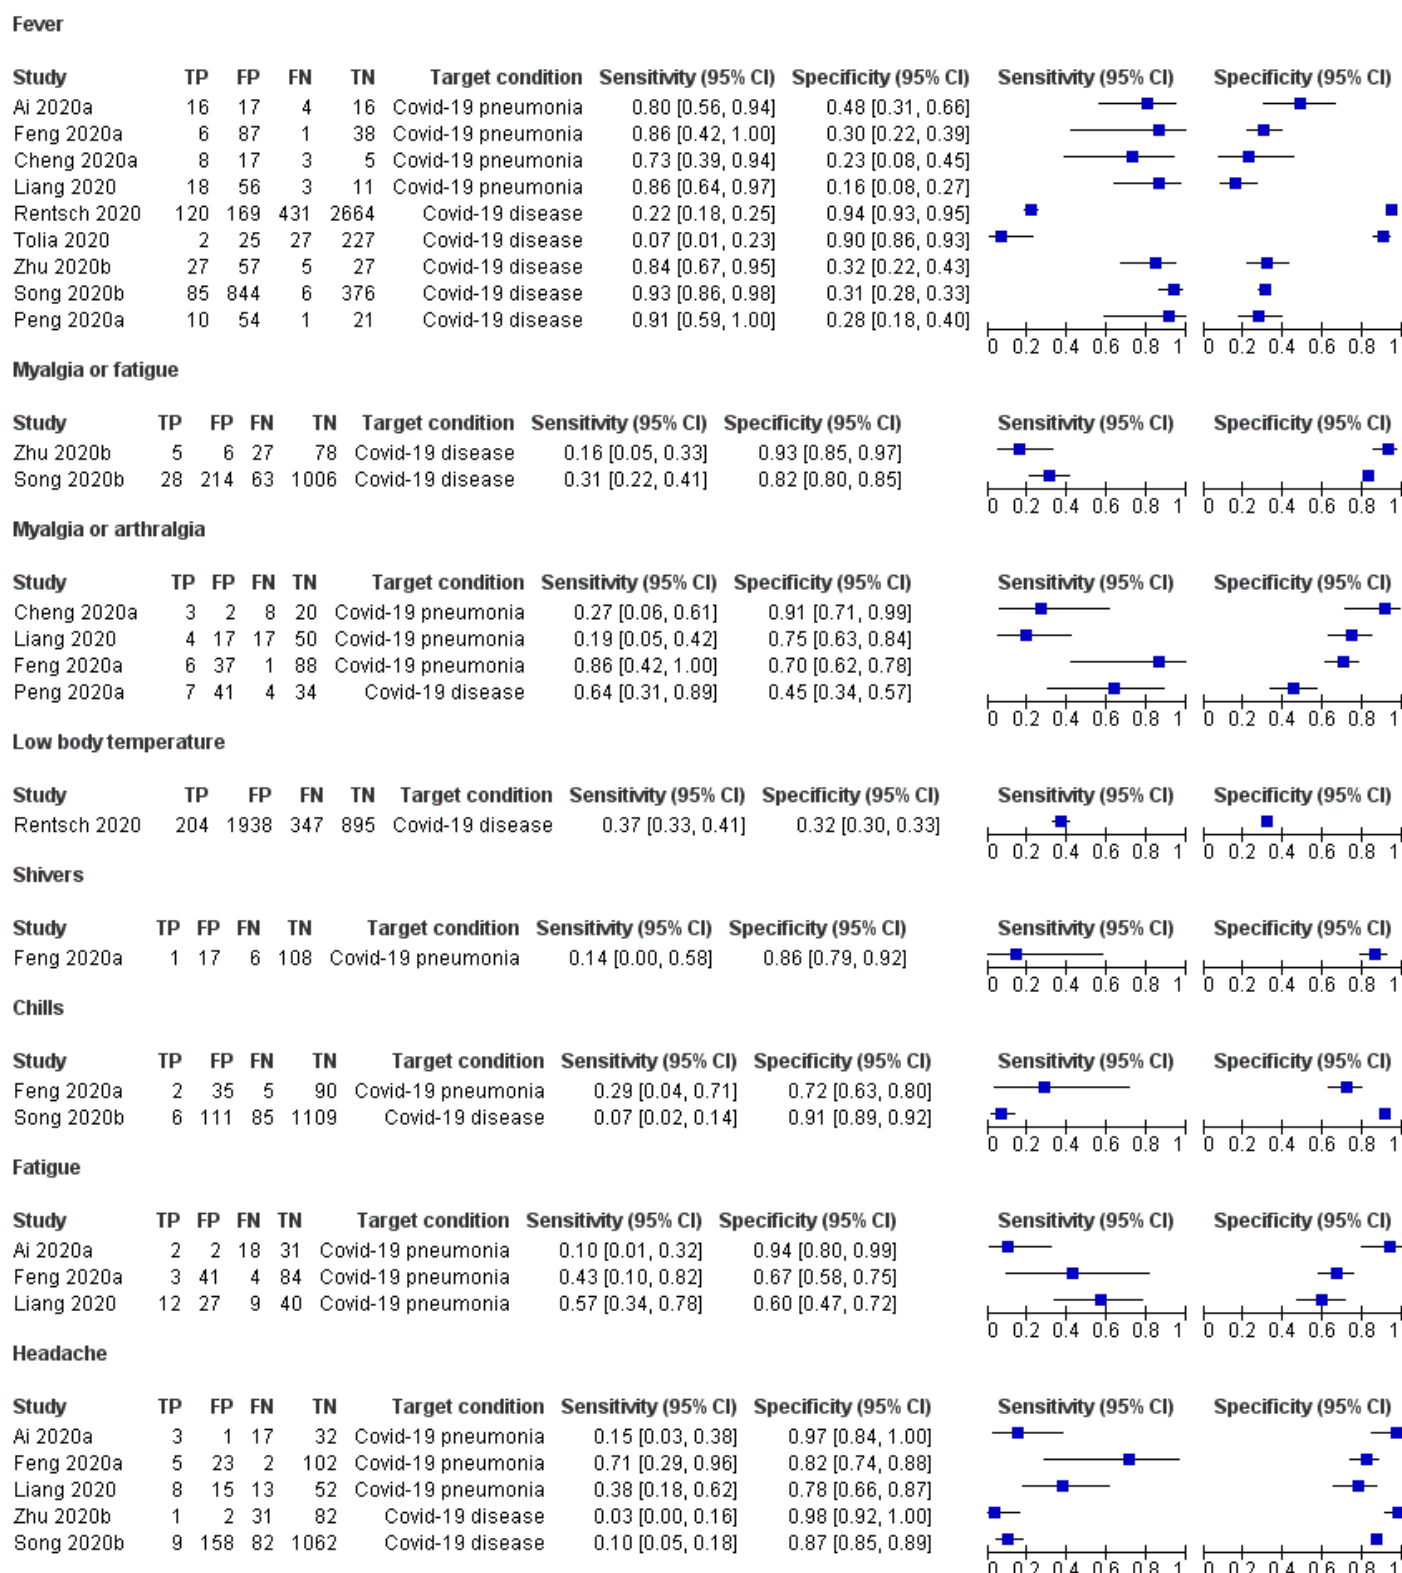 Fever
Study TP FP FN TN Target condition Sensitivity (95% CI) Specificity (95% CI) Sensitivity (95% CI) Specificity (95% CI)
Ai 2020a 16 17 4 16 Covid-19 pneumonia 0.80 [0.56, 0.94] 0.48 [0.31, 0.66]
Feng 2020a 6 87 1 38 Covid-19 pneumonia 0.86 [0.42, 1.00] 0.30 [0.22, 0.39]
Cheng 2020a 8 17 3 5 Covid-19 pneumonia 0.73 [0.39, 0.94] 0.23 [0.08, 0.45]
Liang 2020 18 56 3 11 Covid-19 pneumonia 0.86 [0.64, 0.97] 0.16 [0.08, 0.27]
Rentsch 2020 120 169 431 2664 Covid-19 disease 0.22 [0.18, 0.25] 0.94 [0.93, 0.95]
Tolia 2020 2 25 27 227 Covid-19 disease 0.07 [0.01, 0.23] 0.90 [0.86, 0.93]
Zhu 2020b 27 57 5 27 Covid-19 disease 0.84 [0.67, 0.95] 0.32 [0.22, 0.43]
Song 2020b 85 844 6 376 Covid-19 disease 0.93 [0.86, 0.98] 0.31 [0.28, 0.33]
Peng 2020a 10 54 1 21 Covid-19 disease 0.91 [0.59, 1.00] 0.28 [0.18, 0.40]
0 0.2 0.4 0.6 0.8 1 0 0.2 0.4 0.6 0.8 1
Myalgia or fatigue
Study TP FP FN TN Target condition Sensitivity (95% CI) Specificity (95% CI) Sensitivity (95% CI) Specificity (95% CI)
Zhu 2020b 5 6 27 78 Covid-19 disease 0.16 [0.05, 0.33] 0.93 [0.85, 0.97]
Song 2020b 28 214 63 1006 Covid-19 disease 0.31 [0.22, 0.41] 0.82 [0.80, 0.85]
0 0.2 0.4 0.6 0.8 1 0 0.2 0.4 0.6 0.8 1
Myalgia or arthralgia
Study TP FP FN TN Target condition Sensitivity (95% CI) Specificity (95% CI) Sensitivity (95% CI) Specificity (95% CI)
Cheng 2020a 3 2 8 20 Covid-19 pneumonia 0.27 [0.06, 0.61] 0.91 [0.71, 0.99]
Liang 2020 4 17 17 50 Covid-19 pneumonia 0.19 [0.05, 0.42] 0.75 [0.63, 0.84]
Feng 2020a 6 37 1 88 Covid-19 pneumonia 0.86 [0.42, 1.00] 0.70 [0.62, 0.78]
Peng 2020a 7 41 4 34 Covid-19 disease 0.64 [0.31, 0.89] 0.45 [0.34, 0.57]
0 0.2 0.4 0.6 0.8 1 0 0.2 0.4 0.6 0.8 1
Low body temperature
Study TP FP FN TN Target condition Sensitivity (95% CI) Specificity (95% CI) Sensitivity (95% CI) Specificity (95% CI)
Rentsch 2020 204 1938 347 895 Covid-19 disease 0.37 [0.33, 0.41] 0.32 [0.30, 0.33]
0 0.2 0.4 0.6 0.8 1 0 0.2 0.4 0.6 0.8 1
Shivers
Study TP FP FN TN Target condition Sensitivity (95% CI) Specificity (95% CI) Sensitivity (95% CI) Specificity (95% CI)
Feng 2020a 1 17 6 108 Covid-19 pneumonia 0.14 [0.00, 0.58] 0.86 [0.79, 0.92]
0 0.2 0.4 0.6 0.8 1 0 0.2 0.4 0.6 0.8 1
Chills
Study TP FP FN TN Target condition Sensitivity (95% CI) Specificity (95% CI) Sensitivity (95% CI) Specificity (95% CI)
Feng 2020a 2 35 5 90 Covid-19 pneumonia 0.29 [0.04, 0.71] 0.72 [0.63, 0.80]
Song 2020b 6 111 85 1109 Covid-19 disease 0.07 [0.02, 0.14] 0.91 [0.89, 0.92]
0 0.2 0.4 0.6 0.8 1 0 0.2 0.4 0.6 0.8 1
Fatigue
Study TP FP FN TN Target condition Sensitivity (95% CI) Specificity (95% CI) Sensitivity (95% CI) Specificity (95% CI)
Ai 2020a 2 2 18 31 Covid-19 pneumonia 0.10 [0.01, 0.32] 0.94 [0.80, 0.99]
Feng 2020a 3 41 4 84 Covid-19 pneumonia 0.43 [0.10, 0.82] 0.67 [0.58, 0.75]
Liang 2020 12 27 9 40 Covid-19 pneumonia 0.57 [0.34, 0.78] 0.60 [0.47, 0.72]
0 0.2 0.4 0.6 0.8 1 0 0.2 0.4 0.6 0.8 1
Headache
Study TP FP FN TN Target condition Sensitivity (95% CI) Specificity (95% CI) Sensitivity (95% CI) Specificity (95% CI)
Ai 2020a 3 1 17 32 Covid-19 pneumonia 0.15 [0.03, 0.38] 0.97 [0.84, 1.00]
Feng 2020a 5 23 2 102 Covid-19 pneumonia 0.71 [0.29, 0.96] 0.82 [0.74, 0.88]
Liang 2020 8 15 13 52 Covid-19 pneumonia 0.38 [0.18, 0.62] 0.78 [0.66, 0.87]
Zhu 2020b 1 2 31 82 Covid-19 disease 0.03 [0.00, 0.16] 0.98 [0.92, 1.00]
Song 2020b 9 158 82 1062 Covid-19 disease 0.10 [0.05, 0.18] 0.87 [0.85, 0.89]
0 0.2 0.4 0.6 0.8 1 0 0.2 0.4 0.6 0.8 1